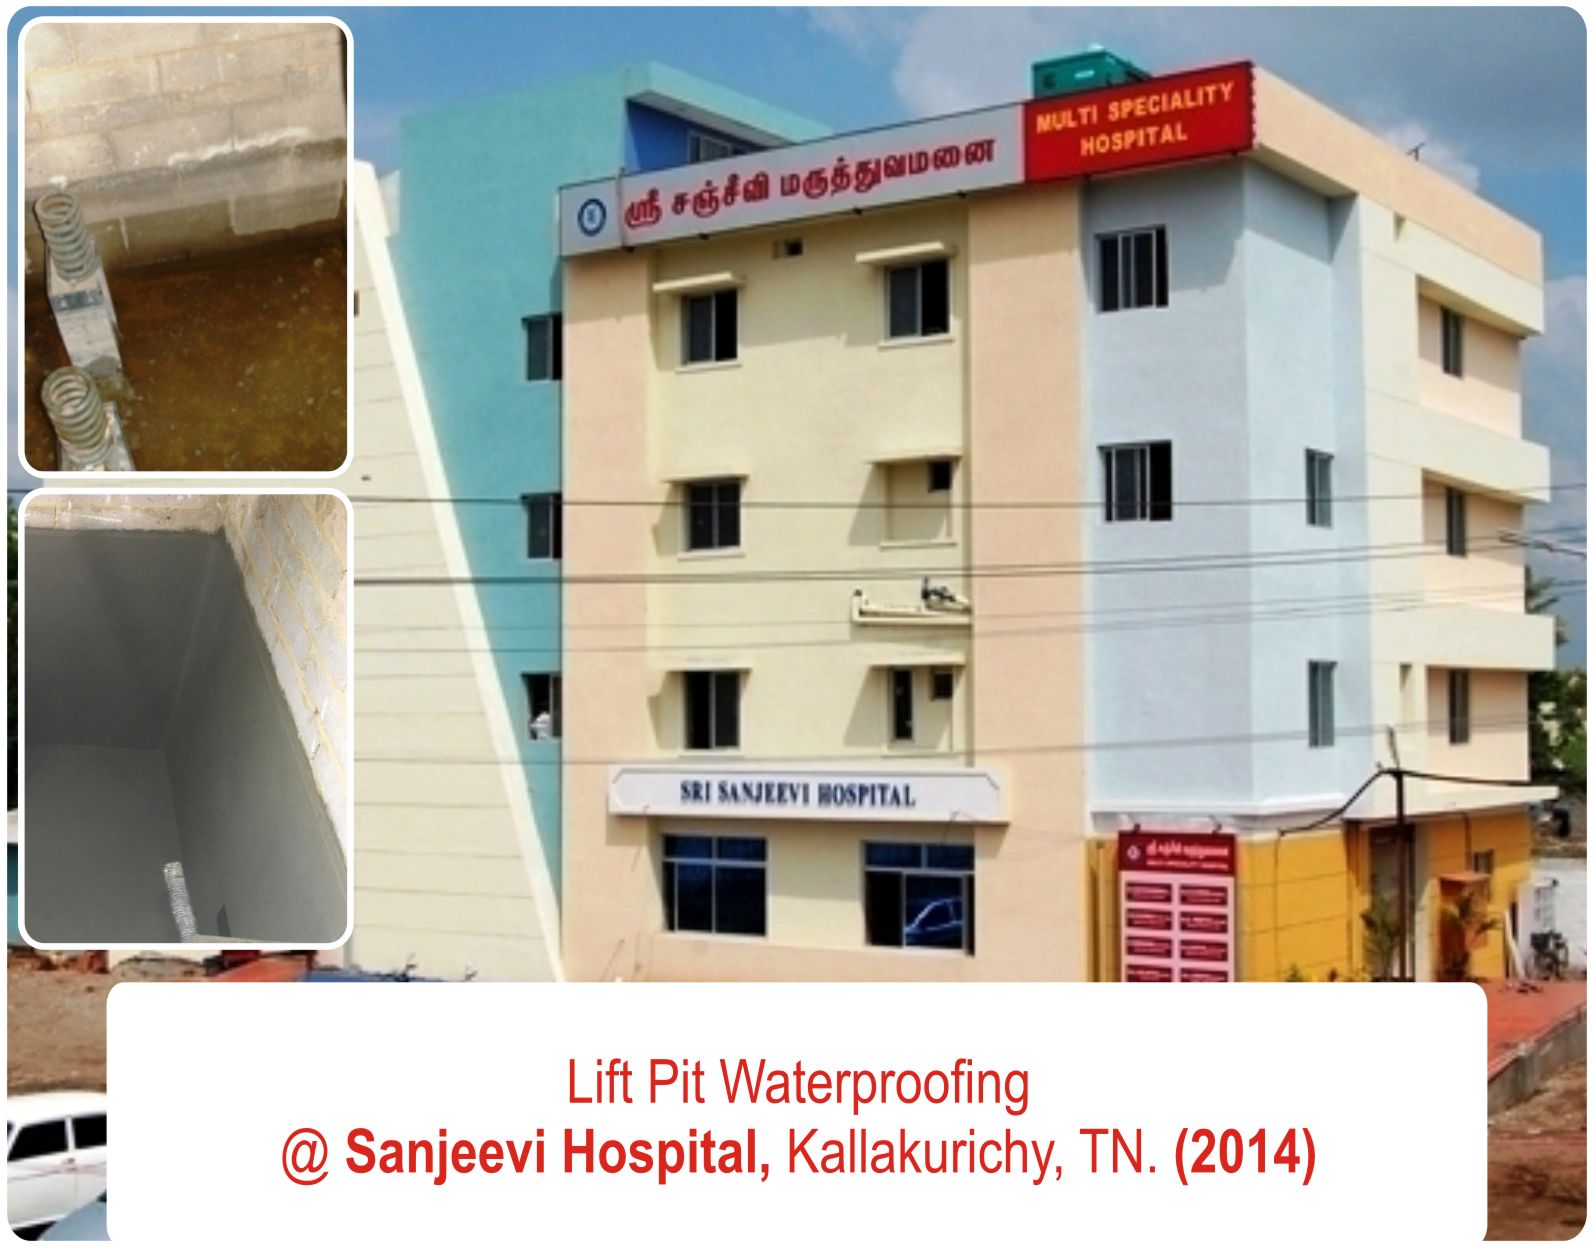 ஸ்ரீ சஞ்சீவி மருத்துவமனை
MULTI SPECIALITY
HOSPITAL
SRI SANJEEVI HOSPITAL
Lift Pit Waterproofing
@ Sanjeevi Hospital, Kallakurichy, TN. (2014)